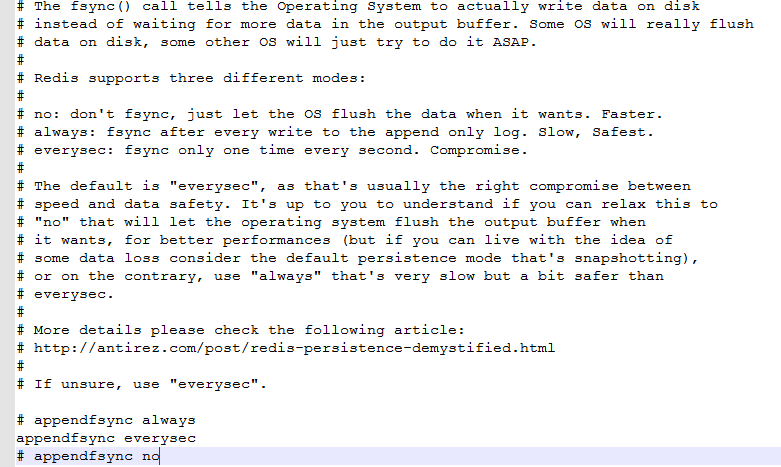 # The fsync() call tells the Operating System to actually write data on disk
# instead of waiting for more data in the output buffer. Some OS will really flush
# data on disk, some other OS will just try to do it ASAP.
#
# Redis supports three different modes:
#
# no: don't fsync, just let the OS flush the data when it wants. Faster.
# always: fsync after every write to the append only log. Slow, Safest.
# everysec: fsync only one time every second. Compromise.
#
# The default is "everysec", as that's usually the right compromise between
# speed and data safety. It's up to you to understand if you can relax this to
# "no" that will let the operating system flush the output buffer when
# it wants, for better performances (but if you can live with the idea of
# some data loss consider the default persistence mode that's snapshotting),
# or on the contrary, use "always" that's very slow but a bit safer than
# everysec.
#
# More details please check the following article:
# http://antirez.com/post/redis-persistence-demystified.html
#
# If unsure, use "everysec".

# appendfsync always
appendfsync everysec
# appendfsync no